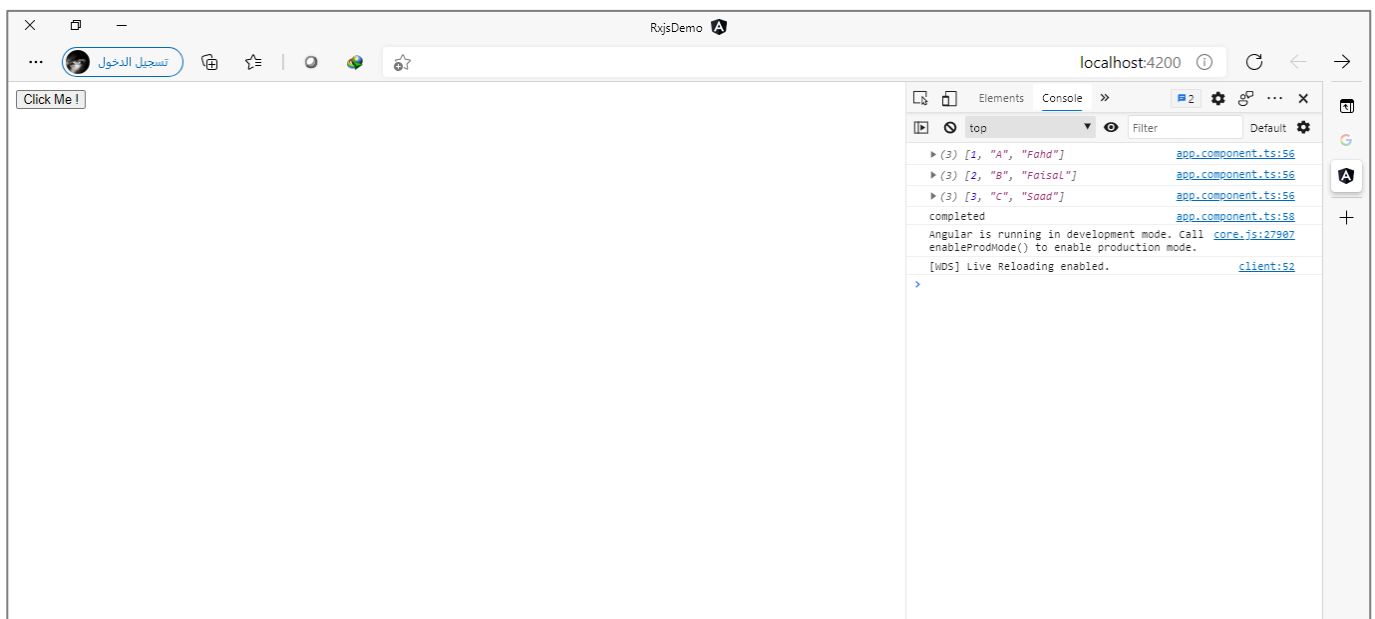 RxjsDemo
تسجيل الدخول
localhost:4200
Click Me !
Elements Console 2
top Filter Default
(3) [1, "A", "Fahd"] app.component.ts:56
(3) [2, "B", "Faisal"] app.component.ts:56
(3) [3, "C", "Saad"] app.component.ts:56
completed app.component.ts:58
Angular is running in development mode. Call core.js:27907
enableProdMode() to enable production mode.
[WDS] Live Reloading enabled. client:52